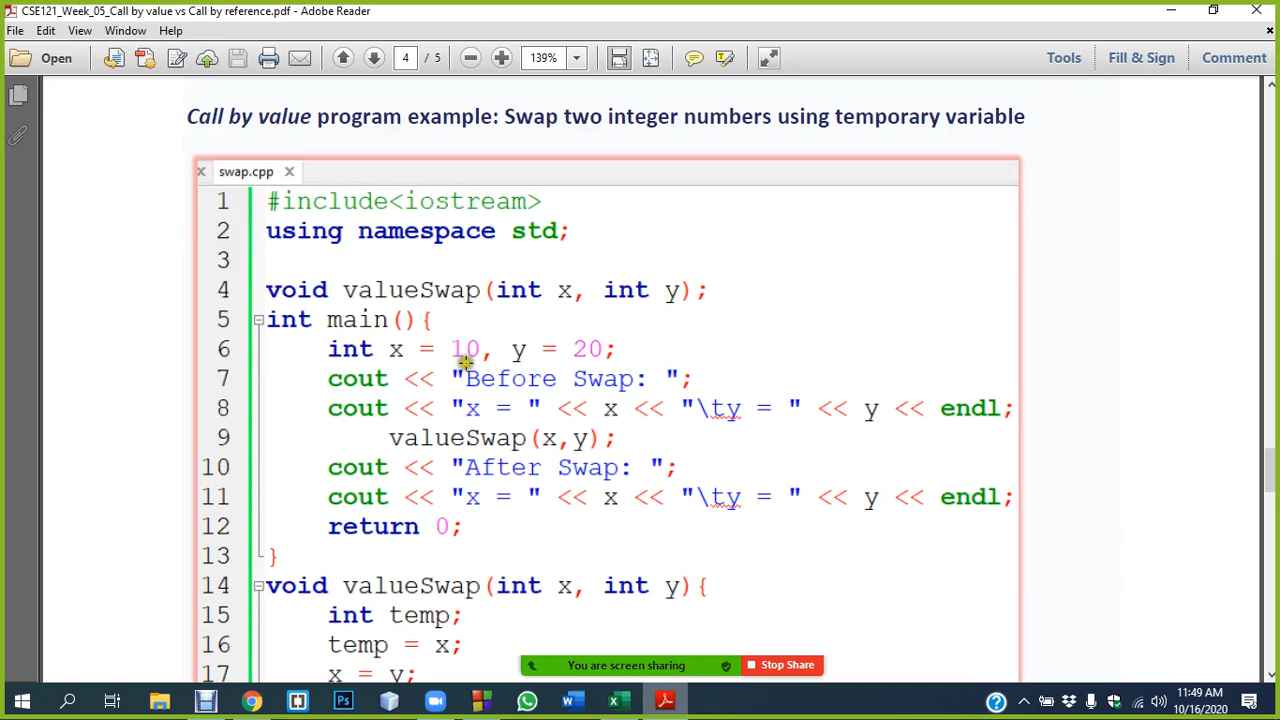 CSE121_Week_05_Call by value vs Call by reference.pdf - Adobe Reader
File Edit View Window Help
Open 4 / 5 139% Tools Fill & Sign Comment
Call by value program example: Swap two integer numbers using temporary variable
swap.cpp
1 #include<iostream>
2 using namespace std;
3
4 void valueSwap(int x, int y);
5 int main(){
6 int x = 10, y = 20;
7 cout << "Before Swap: ";
8 cout << "x = " << x << "\ty = " << y << endl;
9 valueSwap(x,y);
10 cout << "After Swap: ";
11 cout << "x = " << x << "\ty = " << y << endl;
12 return 0;
13 }
14 void valueSwap(int x, int y){
15 int temp;
16 temp = x;
17 x = y;
You are screen sharing Stop Share
11:49 AM
10/16/2020